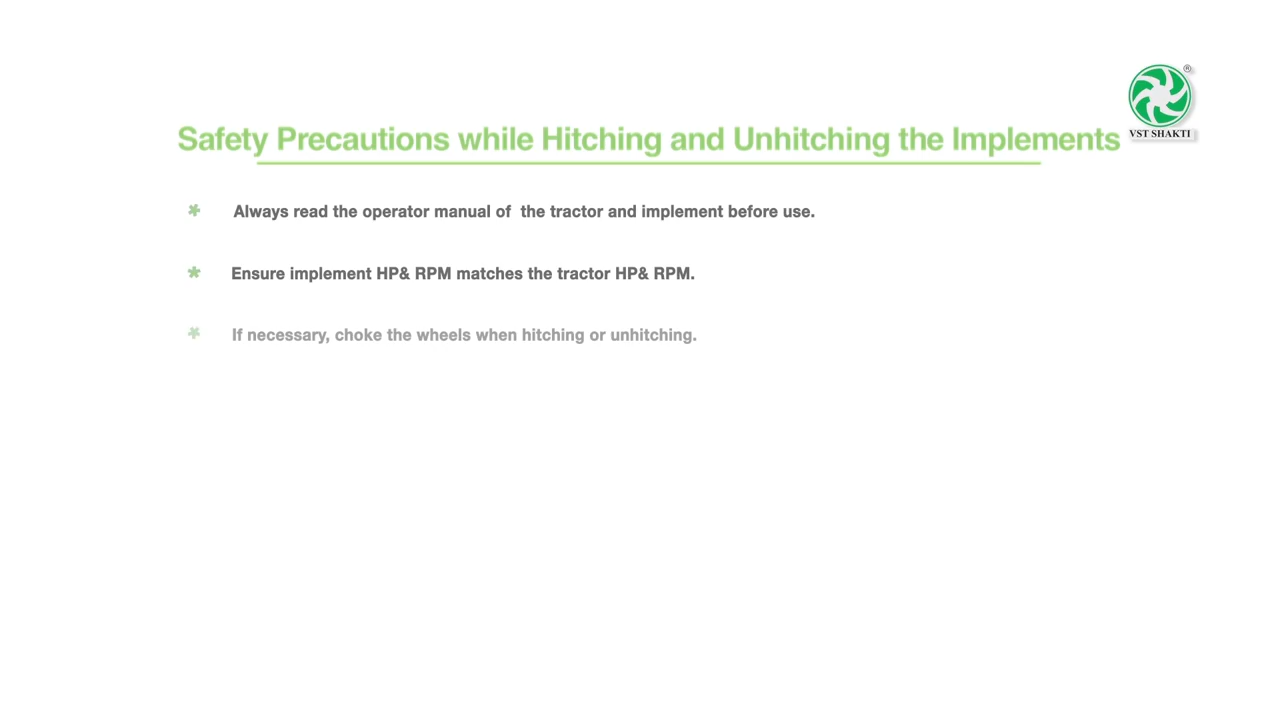 ®
VST SHAKTI
Safety Precautions while Hitching and Unhitching the Implements
* Always read the operator manual of  the tractor and implement before use.
* Ensure implement HP& RPM matches the tractor HP& RPM.
* If necessary, choke the wheels when hitching or unhitching.